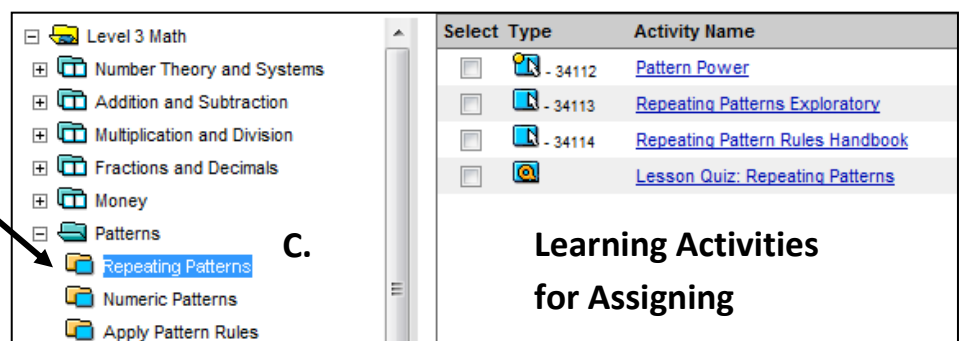 Level 3 Math
Number Theory and Systems
Addition and Subtraction
Multiplication and Division
Fractions and Decimals
Money
Patterns
Repeating Patterns
Numeric Patterns
Apply Pattern Rules
C.
Select Type Activity Name
- 34112 Pattern Power
- 34113 Repeating Patterns Exploratory
- 34114 Repeating Pattern Rules Handbook
Lesson Quiz: Repeating Patterns
Learning Activities
for Assigning